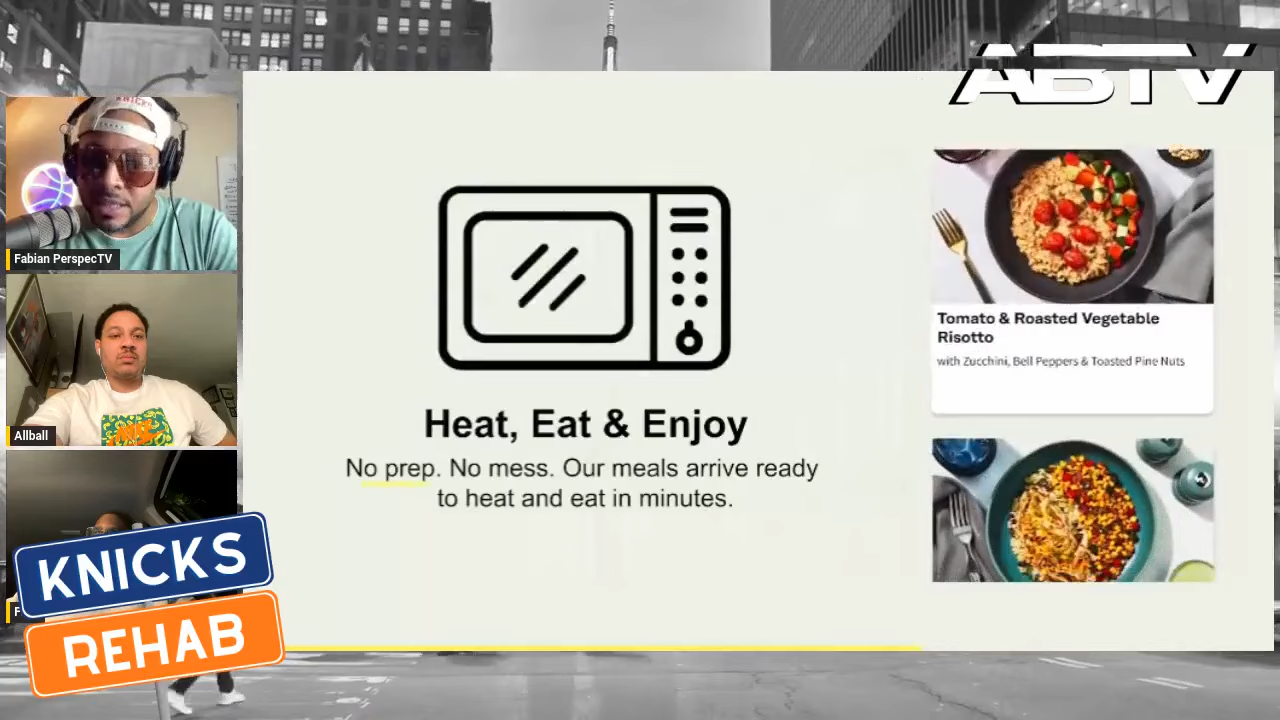 ABTV
KNICKS
Fabian PerspecTV
Allball
F
KNICKS
REHAB
Heat, Eat & Enjoy
No prep. No mess. Our meals arrive ready
to heat and eat in minutes.
Tomato & Roasted Vegetable
Risotto
with Zucchini, Bell Peppers & Toasted Pine Nuts